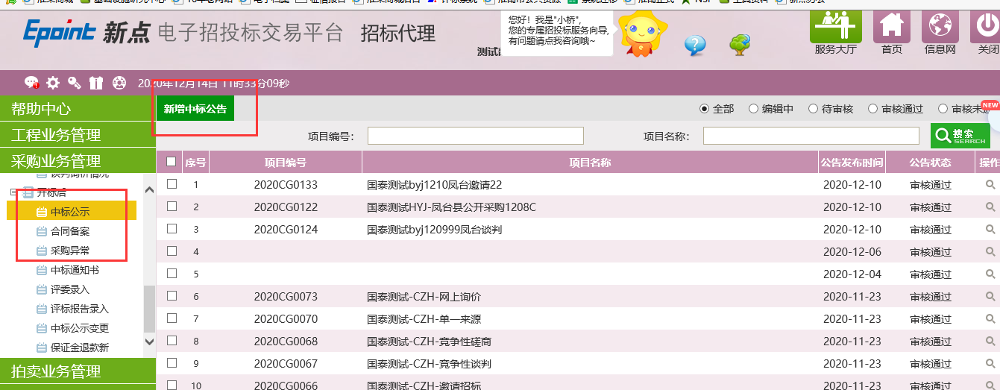 Epoint 新点 电子招投标交易平台 招标代理
您好！我是"小桥",
您的专属招投标服务向导,
有问题请点我咨询哦~
服务大厅 首页 信息网 关闭
2020年12月14日 11时33分09秒
帮助中心
工程业务管理
采购业务管理
开标后
中标公示
合同备案
采购异常
中标通知书
评委录入
评标报告录入
中标公示变更
保证金退款新
拍卖业务管理
新增中标公告
全部 编辑中 待审核 审核通过 审核未
NEW
项目编号： 项目名称： 搜索 SEARCH
序号 项目编号 项目名称 公告发布时间 公告状态 操作
1 2020CG0133 国泰测试byj1210凤台邀请22 2020-12-10 审核通过
2 2020CG0122 国泰测试HYJ-凤台县公开采购1208C 2020-12-10 审核通过
3 2020CG0124 国泰测试byj120999凤台谈判 2020-12-10 审核通过
4 2020-12-06 审核通过
5 2020-12-04 审核通过
6 2020CG0073 国泰测试-CZH-网上询价 2020-11-23 审核通过
7 2020CG0070 国泰测试-CZH-单一来源 2020-11-23 审核通过
8 2020CG0068 国泰测试-CZH-竞争性磋商 2020-11-23 审核通过
9 2020CG0067 国泰测试-CZH-竞争性谈判 2020-11-23 审核通过
10 2020CG0066 国泰测试-CZH-邀请招标 2020-11-23 审核通过